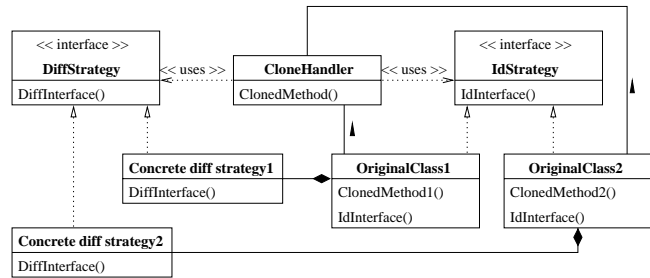 << interface >>
DiffStrategy
DiffInterface()
<< uses >>
CloneHandler
ClonedMethod()
<< uses >>
<< interface >>
IdStrategy
IdInterface()
Concrete diff strategy1
DiffInterface()
OriginalClass1
ClonedMethod1()
IdInterface()
OriginalClass2
ClonedMethod2()
IdInterface()
Concrete diff strategy2
DiffInterface()